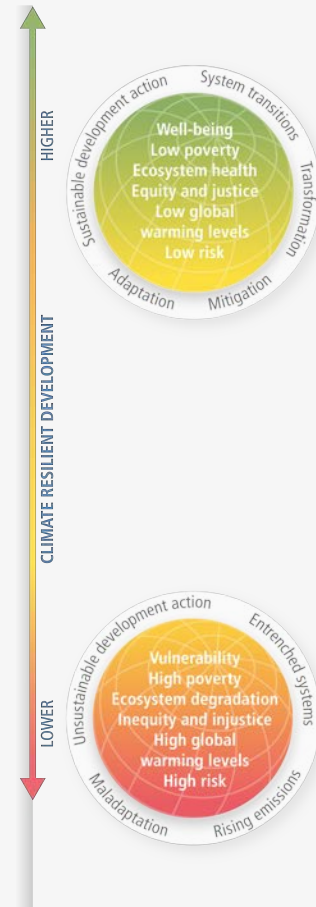 HIGHER
CLIMATE RESILIENT DEVELOPMENT
LOWER
Sustainable development action
System transitions
Transformation
Mitigation
Adaptation
Well-being
Low poverty
Ecosystem health
Equity and justice
Low global
warming levels
Low risk
Unsustainable development action
Entrenched systems
Rising emissions
Maladaptation
Vulnerability
High poverty
Ecosystem degradation
Inequity and injustice
High global
warming levels
High risk